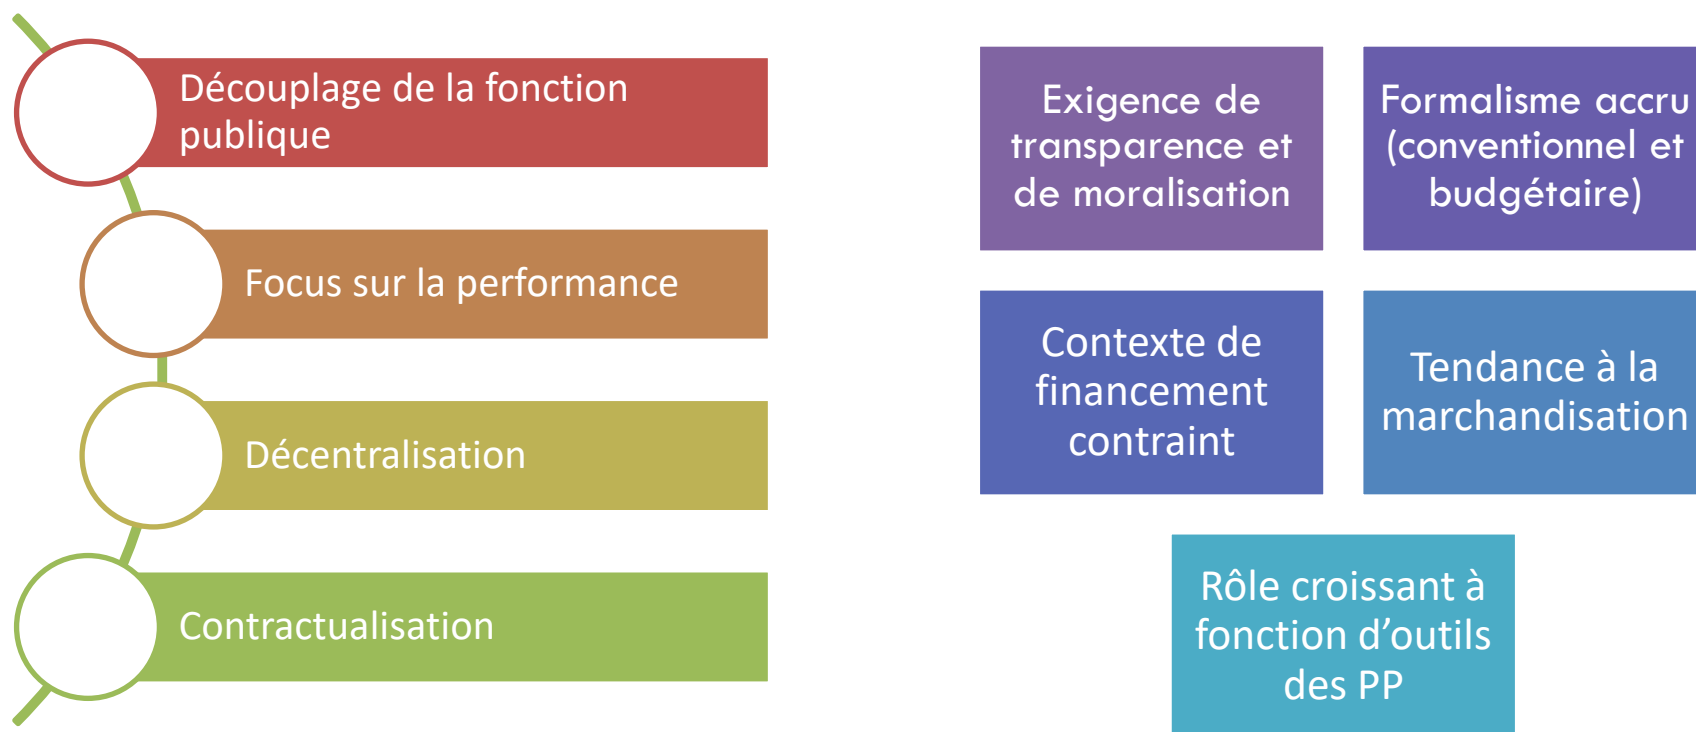 Découplage de la fonction
publique
Focus sur la performance
Décentralisation
Contractualisation
Exigence de
transparence et
de moralisation
Formalisme accru
(conventionnel et
budgétaire)
Contexte de
financement
contraint
Tendance à la
marchandisation
Rôle croissant à
fonction d’outils
des PP